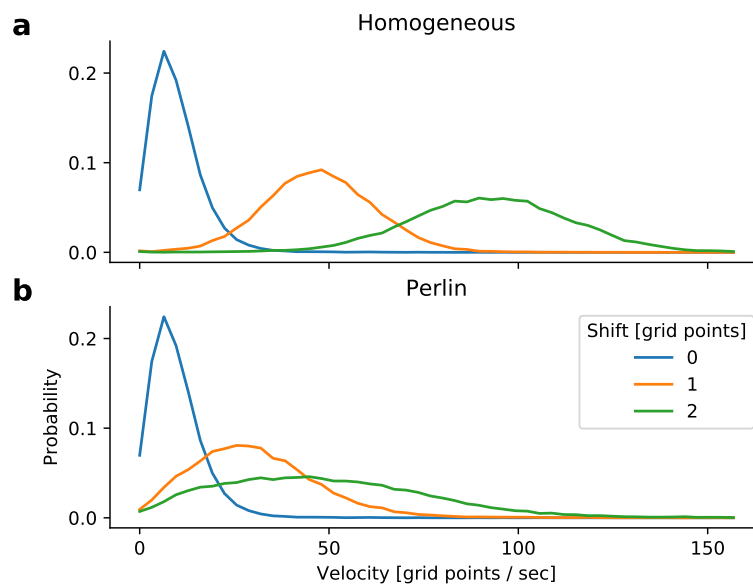 a
Homogeneous
0.2
0.1
0.0
b
Perlin
0.2
0.1
0.0
Probability
Shift [grid points]
0
1
2
0
50
100
150
Velocity [grid points / sec]